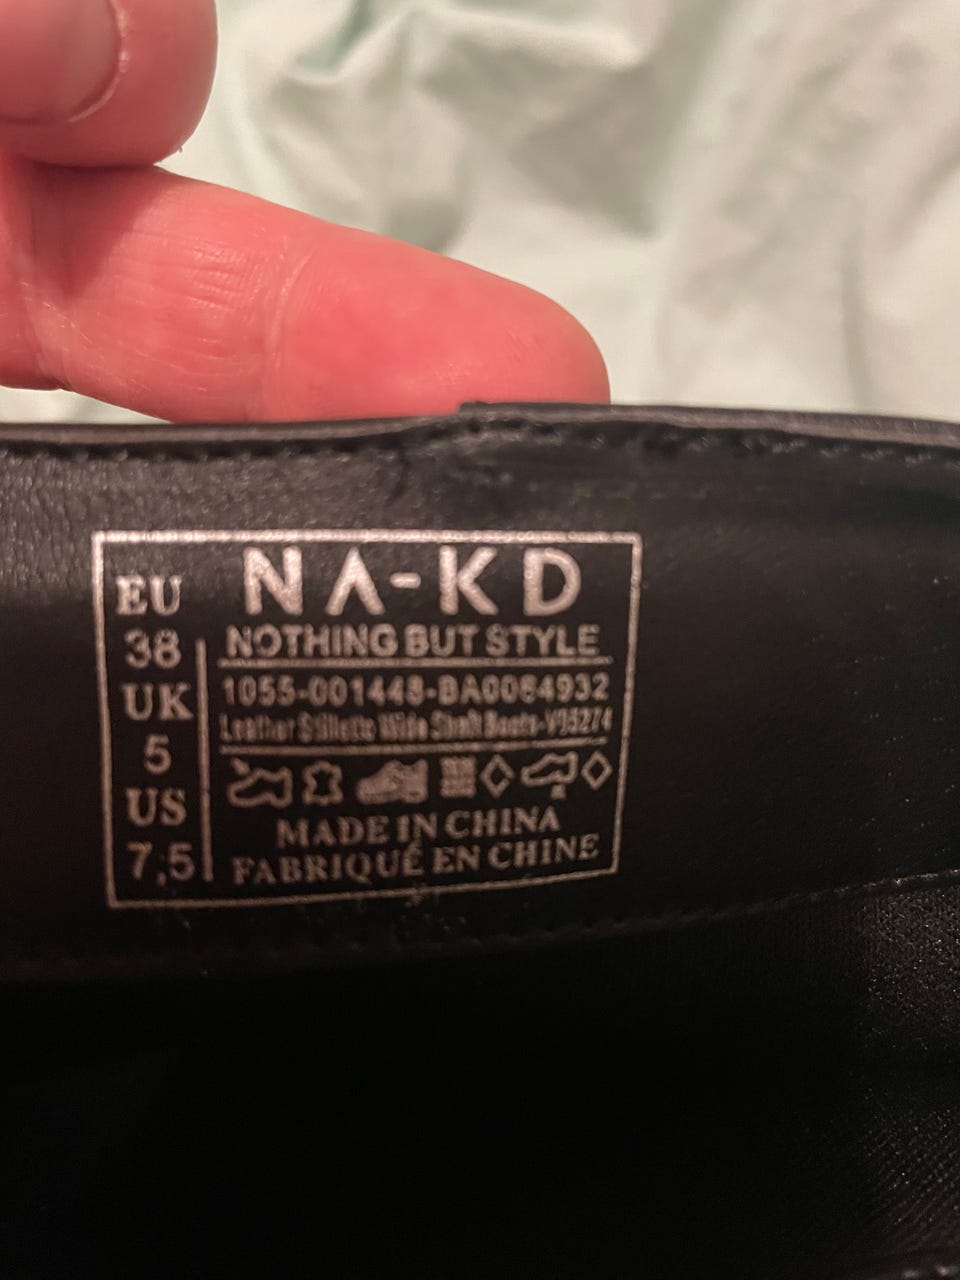 EU
38
UK
5
US
7,5
NA-KD
NOTHING BUT STYLE
1055-001448-BA0064932
Leather Stiletto Wide Shaft Boots-V35274
MADE IN CHINA
FABRIQUÉ EN CHINE